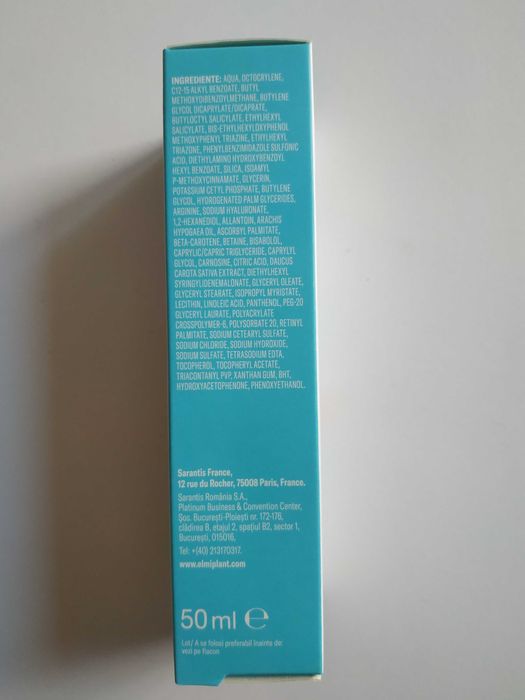 INGREDIENTE: AQUA, OCTOCRYLENE,
C12-15 ALKYL BENZOATE, BUTYL
METHOXYDIBENZOYLMETHANE, BUTYLENE
GLYCOL DICAPRYLATE/DICAPRATE,
BUTYLOCTYL SALICYLATE, ETHYLHEXYL
SALICYLATE, BIS-ETHYLHEXYLOXYPHENOL
METHOXYPHENYL TRIAZINE, ETHYLHEXYL
TRIAZONE, PHENYLBENZIMIDAZOLE SULFONIC
ACID, DIETHYLAMINO HYDROXYBENZOYL
HEXYL BENZOATE, SILICA, ISOAMYL
P-METHOXYCINNAMATE, GLYCERIN,
POTASSIUM CETYL PHOSPHATE, BUTYLENE
GLYCOL, HYDROGENATED PALM GLYCERIDES,
ARGININE, SODIUM HYALURONATE,
1,2-HEXANEDIOL, ALLANTOIN, ARACHIS
HYPOGAEA OIL, ASCORBYL PALMITATE,
BETA-CAROTENE, BETAINE, BISABOLOL,
CAPRYLIC/CAPRIC TRIGLYCERIDE, CAPRYLYL
GLYCOL, CARNOSINE, CITRIC ACID, DAUCUS
CAROTA SATIVA EXTRACT, DIETHYLHEXYL
SYRINGYLIDENEMALONATE, GLYCERYL OLEATE,
GLYCERYL STEARATE, ISOPROPYL MYRISTATE,
LECITHIN, LINOLEIC ACID, PANTHENOL, PEG-20
GLYCERYL LAURATE, POLYACRYLATE
CROSSPOLYMER-6, POLYSORBATE 20, RETINYL
PALMITATE, SODIUM CETEARYL SULFATE,
SODIUM CHLORIDE, SODIUM HYDROXIDE,
SODIUM SULFATE, TETRASODIUM EDTA,
TOCOPHEROL, TOCOPHERYL ACETATE,
TRIACONTANYL PVP, XANTHAN GUM, BHT,
HYDROXYACETOPHENONE, PHENOXYETHANOL.
Sarantis France,
12 rue du Rocher, 75008 Paris, France.
Sarantis România S.A.,
Platinum Business & Convention Center,
Șos. București-Ploiești nr. 172-176,
clădirea B, etajul 2, spațiul B2, sector 1,
București, 015016,
Tel: +(40) 213170317.
www.elmiplant.com
50 ml e
Lot/ A se folosi preferabil înainte de:
vezi pe flacon